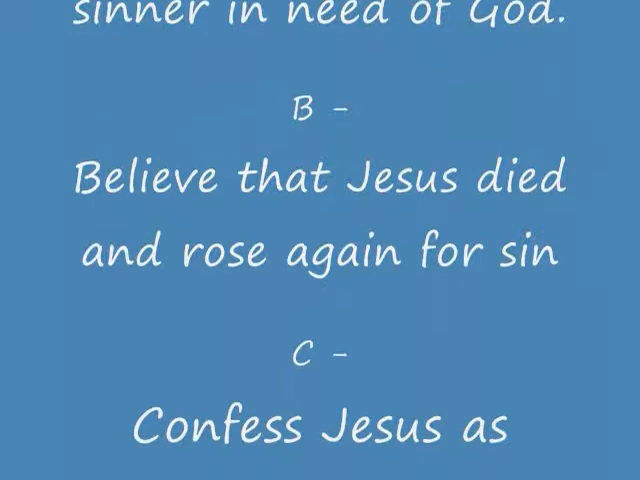 sinner in need of God.
B -
Believe that Jesus died
and rose again for sin
C -
Confess Jesus as